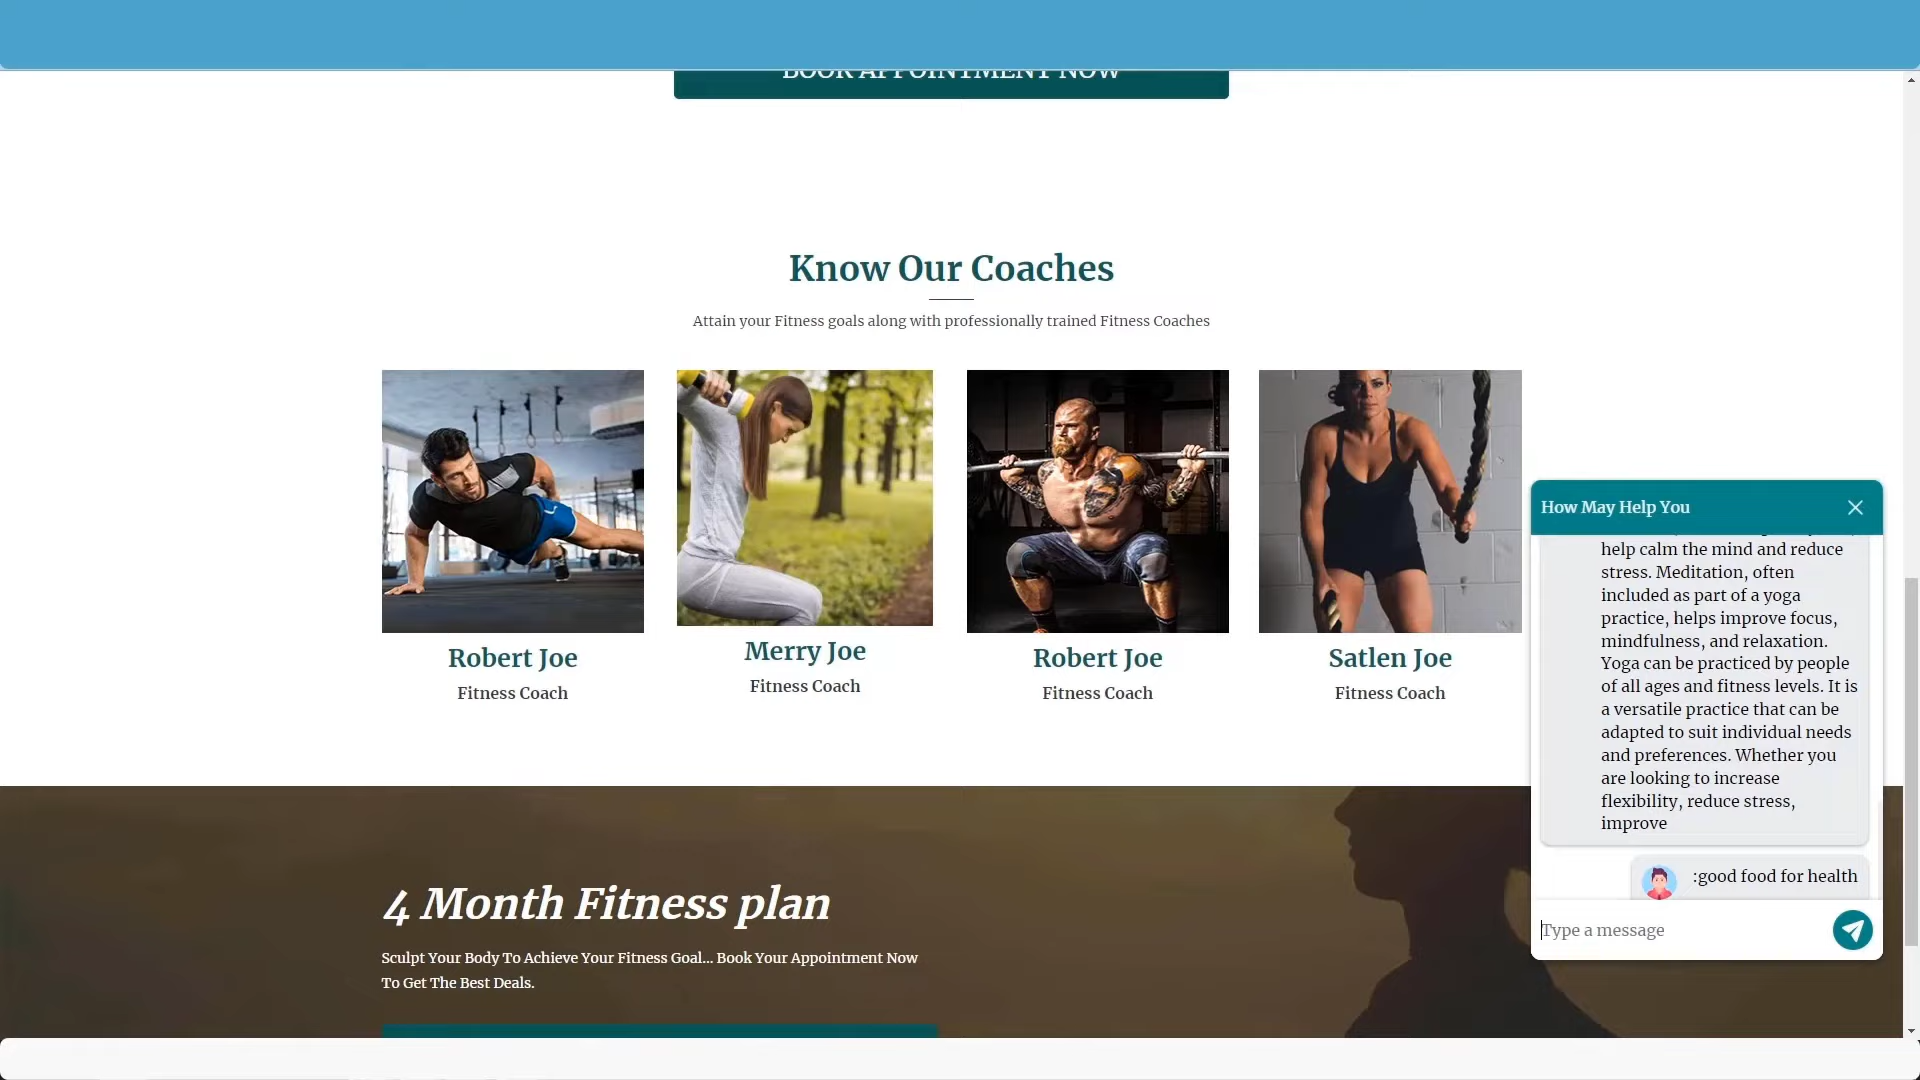 BOOK APPOINTMENT NOW
Know Our Coaches
Attain your Fitness goals along with professionally trained Fitness Coaches
Robert Joe
Fitness Coach
Merry Joe
Fitness Coach
Robert Joe
Fitness Coach
Satlen Joe
Fitness Coach
4 Month Fitness plan
Sculpt Your Body To Achieve Your Fitness Goal... Book Your Appointment Now
To Get The Best Deals.
How May Help You
help calm the mind and reduce
stress. Meditation, often
included as part of a yoga
practice, helps improve focus,
mindfulness, and relaxation.
Yoga can be practiced by people
of all ages and fitness levels. It is
a versatile practice that can be
adapted to suit individual needs
and preferences. Whether you
are looking to increase
flexibility, reduce stress,
improve
:good food for health
Type a message